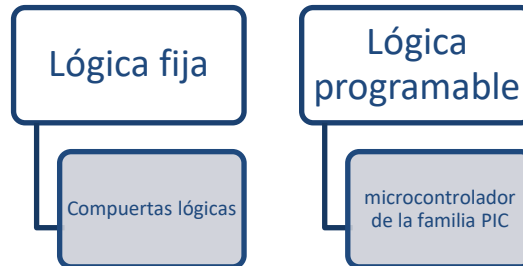 Lógica fija
Compuertas lógicas
Lógica
programable
microcontrolador
de la familia PIC